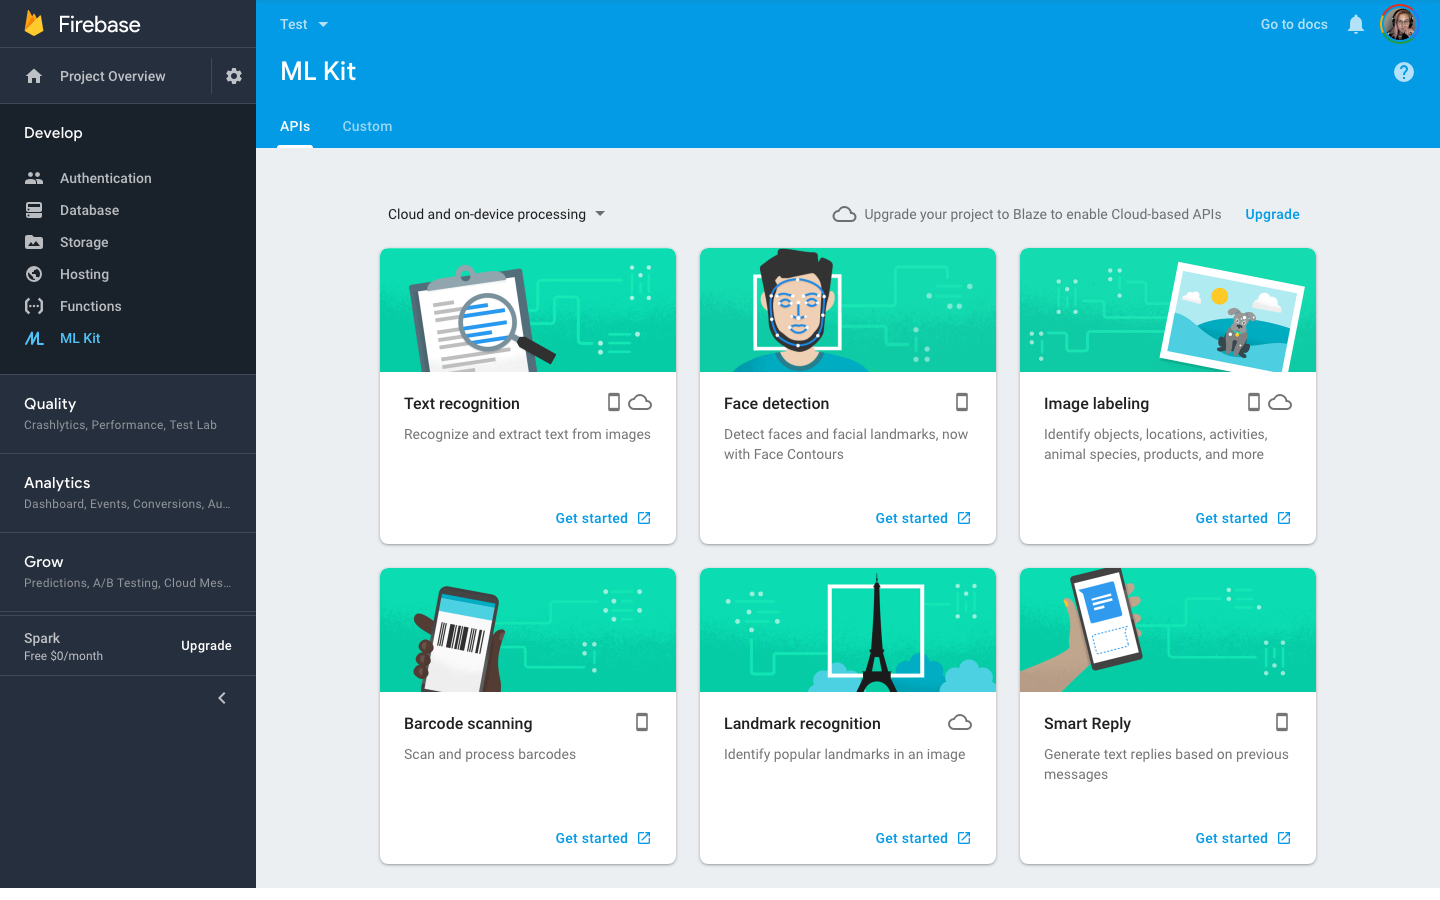 Firebase
Project Overview
Develop
Authentication
Database
Storage
Hosting
Functions
ML Kit
Quality
Crashlytics, Performance, Test Lab
Analytics
Dashboard, Events, Conversions, Au...
Grow
Predictions, A/B Testing, Cloud Mes...
Spark
Free $0/month
Upgrade
Test
Go to docs
ML Kit
APIs
Custom
Cloud and on-device processing
Upgrade your project to Blaze to enable Cloud-based APIs
Upgrade
Text recognition
Recognize and extract text from images
Get started
Face detection
Detect faces and facial landmarks, now
with Face Contours
Get started
Image labeling
Identify objects, locations, activities,
animal species, products, and more
Get started
Barcode scanning
Scan and process barcodes
Get started
Landmark recognition
Identify popular landmarks in an image
Get started
Smart Reply
Generate text replies based on previous
messages
Get started